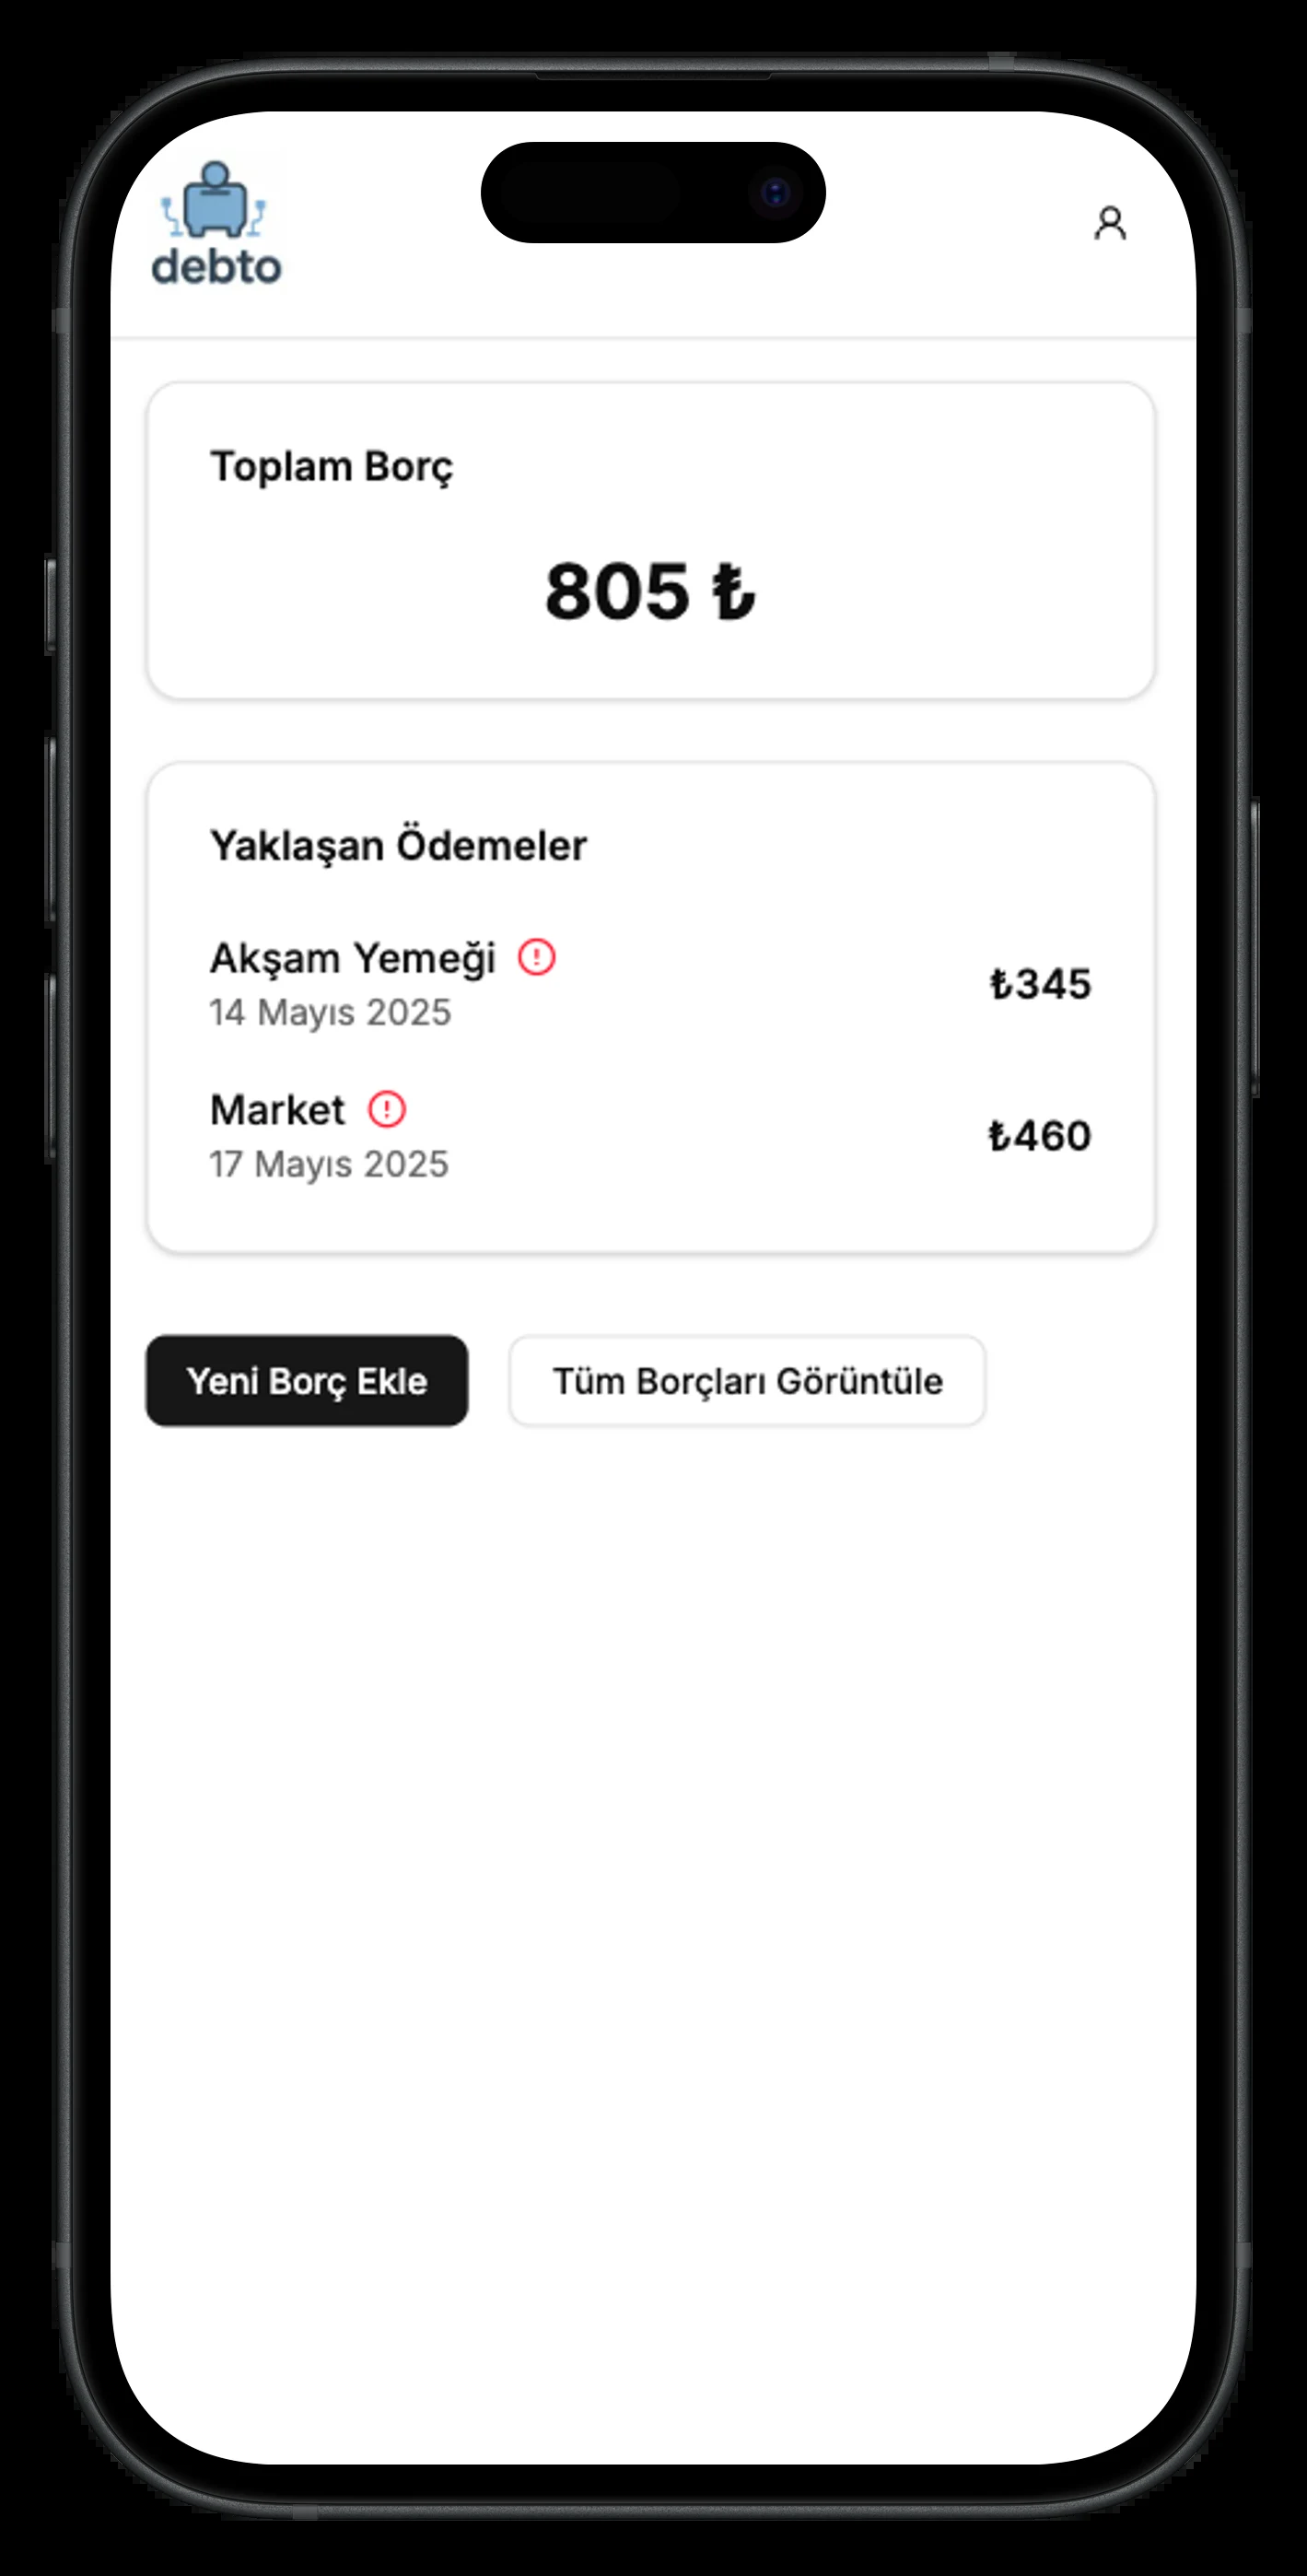 debto
Toplam Borç
805 ₺
Yaklaşan Ödemeler
Akşam Yemeği
14 Mayıs 2025
₺345
Market
17 Mayıs 2025
₺460
Yeni Borç Ekle
Tüm Borçları Görüntüle